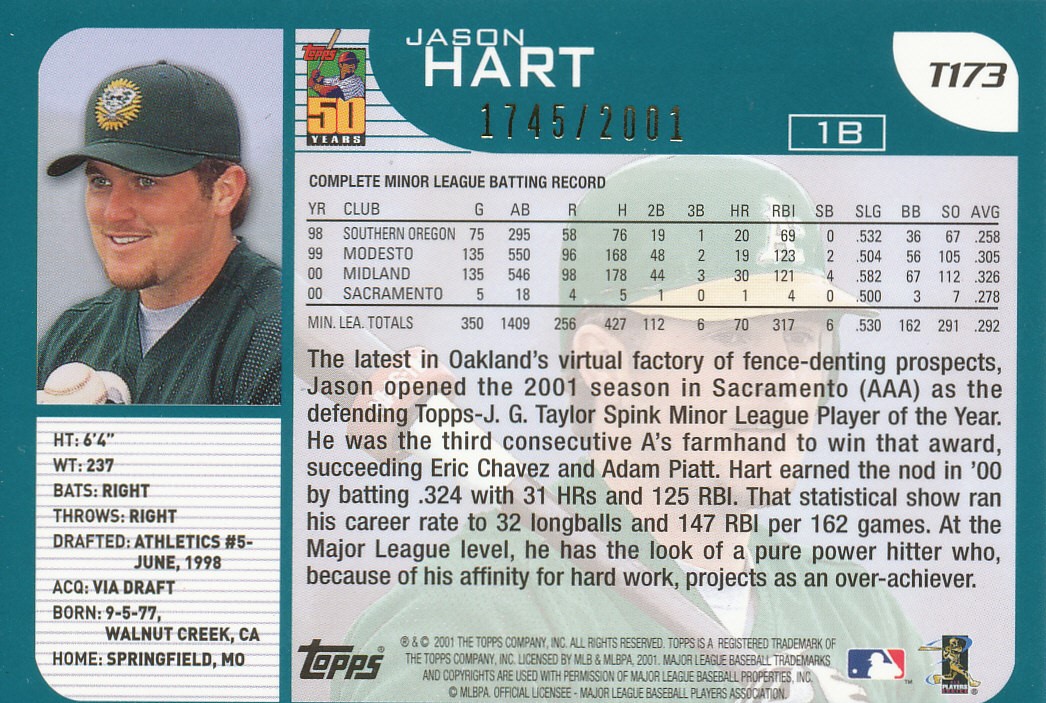 JASON
HART
Topps
50
YEARS
1745/2001
1B
T173
COMPLETE MINOR LEAGUE BATTING RECORD
YR CLUB G AB R H 2B 3B HR RBI SB SLG BB SO AVG
98 SOUTHERN OREGON 75 295 58 76 19 1 20 69 0 .532 36 67 .258
99 MODESTO 135 550 96 168 48 2 19 123 2 .504 56 105 .305
00 MIDLAND 135 546 98 178 44 3 30 121 4 .582 67 112 .326
00 SACRAMENTO 5 18 4 5 1 0 1 4 0 .500 3 7 .278
MIN. LEA. TOTALS 350 1409 256 427 112 6 70 317 6 .530 162 291 .292
The latest in Oakland's virtual factory of fence-denting prospects,
Jason opened the 2001 season in Sacramento (AAA) as the
defending Topps-J. G. Taylor Spink Minor League Player of the Year.
He was the third consecutive A's farmhand to win that award,
succeeding Eric Chavez and Adam Piatt. Hart earned the nod in '00
by batting .324 with 31 HRs and 125 RBI. That statistical show ran
his career rate to 32 longballs and 147 RBI per 162 games. At the
Major League level, he has the look of a pure power hitter who,
because of his affinity for hard work, projects as an over-achiever.
HT: 6'4"
WT: 237
BATS: RIGHT
THROWS: RIGHT
DRAFTED: ATHLETICS #5-
JUNE, 1998
ACQ: VIA DRAFT
BORN: 9-5-77,
WALNUT CREEK, CA
HOME: SPRINGFIELD, MO
Topps®
® & © 2001 THE TOPPS COMPANY, INC. ALL RIGHTS RESERVED. TOPPS IS A REGISTERED TRADEMARK OF
THE TOPPS COMPANY, INC. LICENSED BY MLB & MLBPA, 2001. MAJOR LEAGUE BASEBALL TRADEMARKS
AND COPYRIGHTS ARE USED WITH PERMISSION OF MAJOR LEAGUE BASEBALL PROPERTIES, INC.
© MLBPA. OFFICIAL LICENSEE - MAJOR LEAGUE BASEBALL PLAYERS ASSOCIATION.
TM
PLAYERS
®